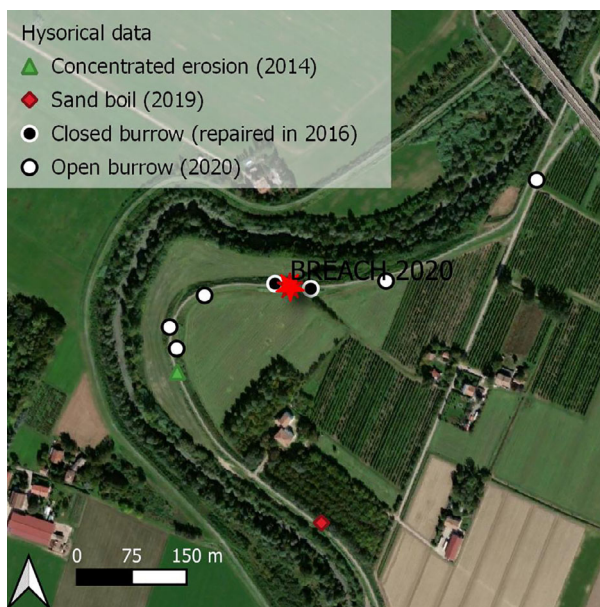 Hysorical data
Concentrated erosion (2014)
Sand boil (2019)
Closed burrow (repaired in 2016)
Open burrow (2020)
BREACH 2020
0 75 150 m